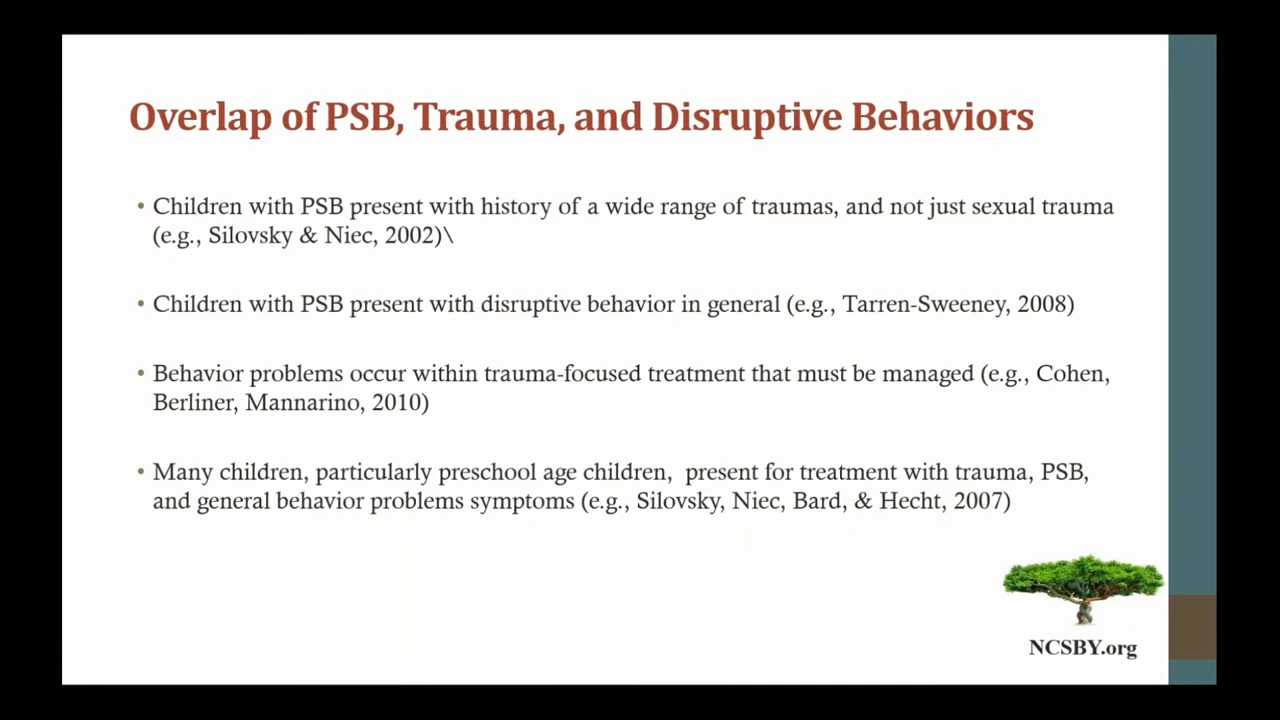 Overlap of PSB, Trauma, and Disruptive Behaviors
• Children with PSB present with history of a wide range of traumas, and not just sexual trauma
(e.g., Silovsky & Niec, 2002)\
• Children with PSB present with disruptive behavior in general (e.g., Tarren-Sweeney, 2008)
• Behavior problems occur within trauma-focused treatment that must be managed (e.g., Cohen,
Berliner, Mannarino, 2010)
• Many children, particularly preschool age children,  present for treatment with trauma, PSB,
and general behavior problems symptoms (e.g., Silovsky, Niec, Bard, & Hecht, 2007)
NCSBY.org